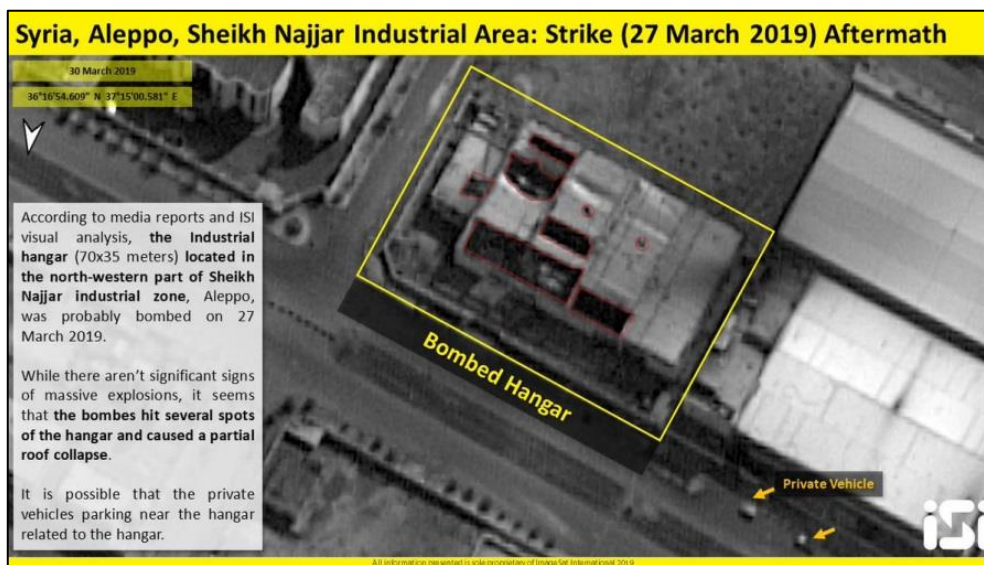 Syria, Aleppo, Sheikh Najjar Industrial Area: Strike (27 March 2019) Aftermath
30 March 2019
36°16'54.609" N 37°15'00.581" E
According to media reports and ISI
visual analysis, the Industrial
hangar (70x35 meters) located in
the north-western part of Sheikh
Najjar industrial zone, Aleppo,
was probably bombed on 27
March 2019.
While there aren't significant signs
of massive explosions, it seems
that the bombes hit several spots
of the hangar and caused a partial
roof collapse.
It is possible that the private
vehicles parking near the hangar
related to the hangar.
Bombed Hangar
Private Vehicle
iSi
All information presented is sole proprietary of ImageSat International 2019